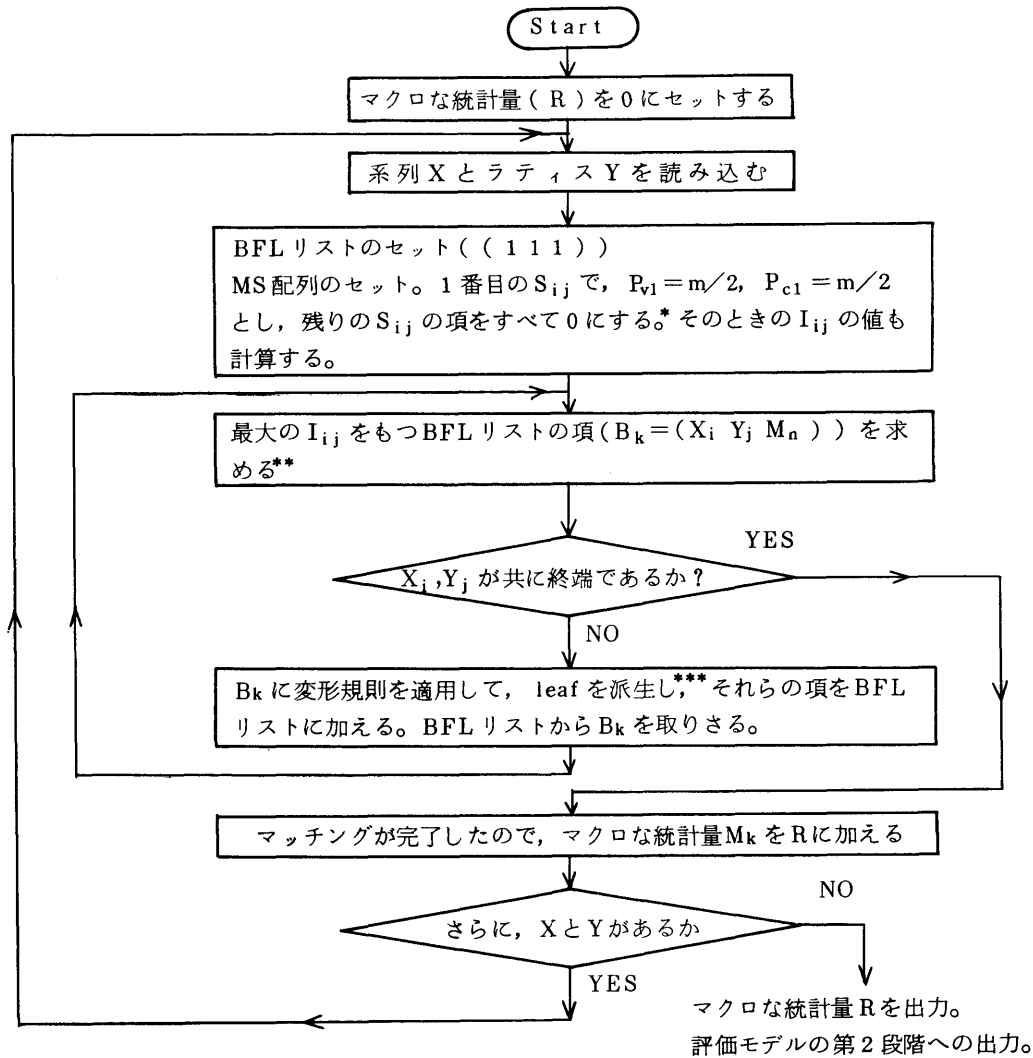 Start
マクロな統計量(R)を0にセットする
系列XとラティスYを読み込む
BFLリストのセット((111))
MS配列のセット。1番目のSijで, Pv1=m/2, Pc1=m/2
とし, 残りのSijの項をすべて0にする。* そのときのIijの値も
計算する。
最大のIijをもつBFLリストの項(Bk=(Xi Yj Mn))を求
める**
YES
Xi,Yjが共に終端であるか?
NO
Bkに変形規則を適用して, leafを派生し,*** それらの項をBFL
リストに加える。BFLリストからBkを取りさる。
マッチングが完了したので, マクロな統計量MkをRに加える
NO
さらに, XとYがあるか
YES
マクロな統計量Rを出力。
評価モデルの第2段階への出力。